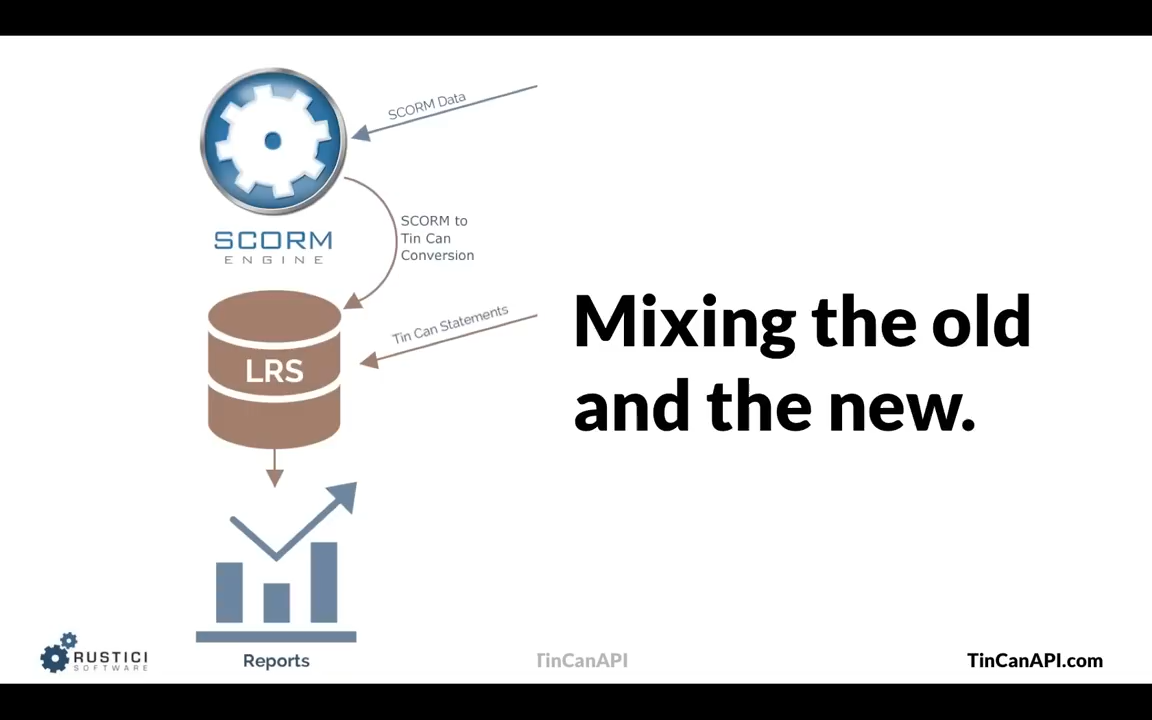 SCORM Data
SCORM
ENGINE
SCORM to
Tin Can
Conversion
Tin Can Statements
LRS
Mixing the old
and the new.
Reports
RUSTICI
SOFTWARE
TinCanAPI
TinCanAPI.com